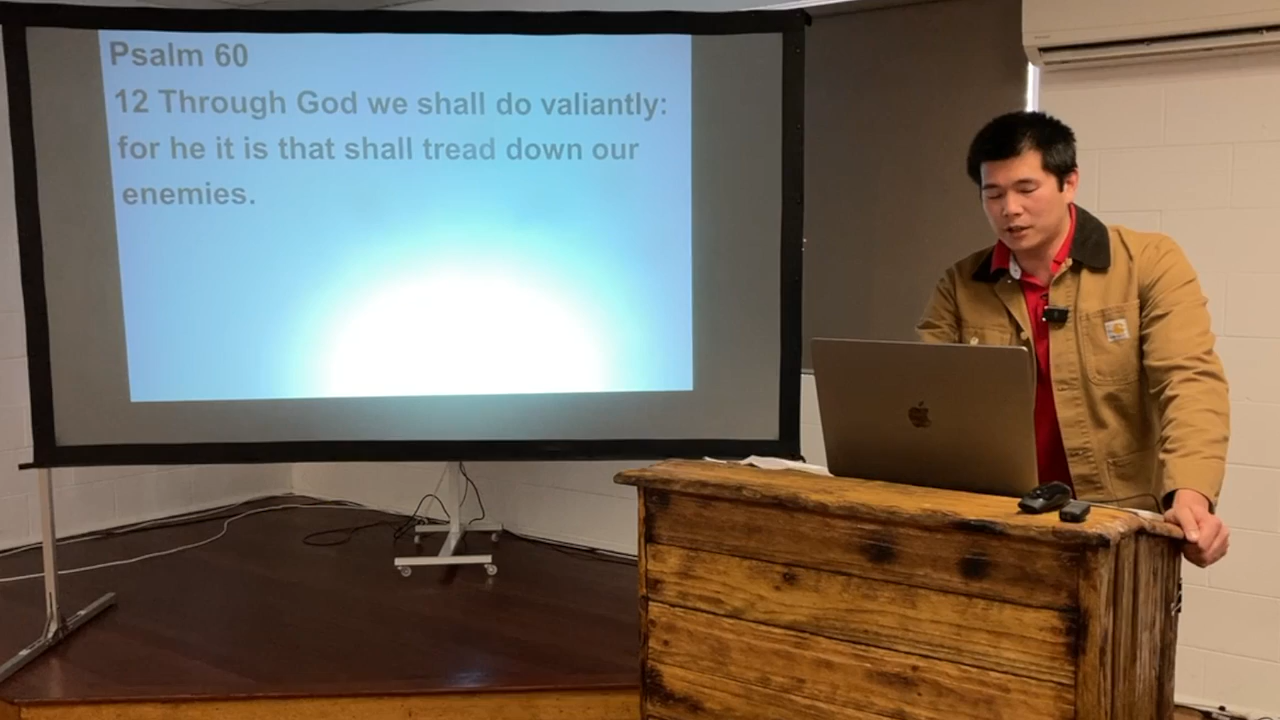 Psalm 60
12 Through God we shall do valiantly:
for he it is that shall tread down our
enemies.